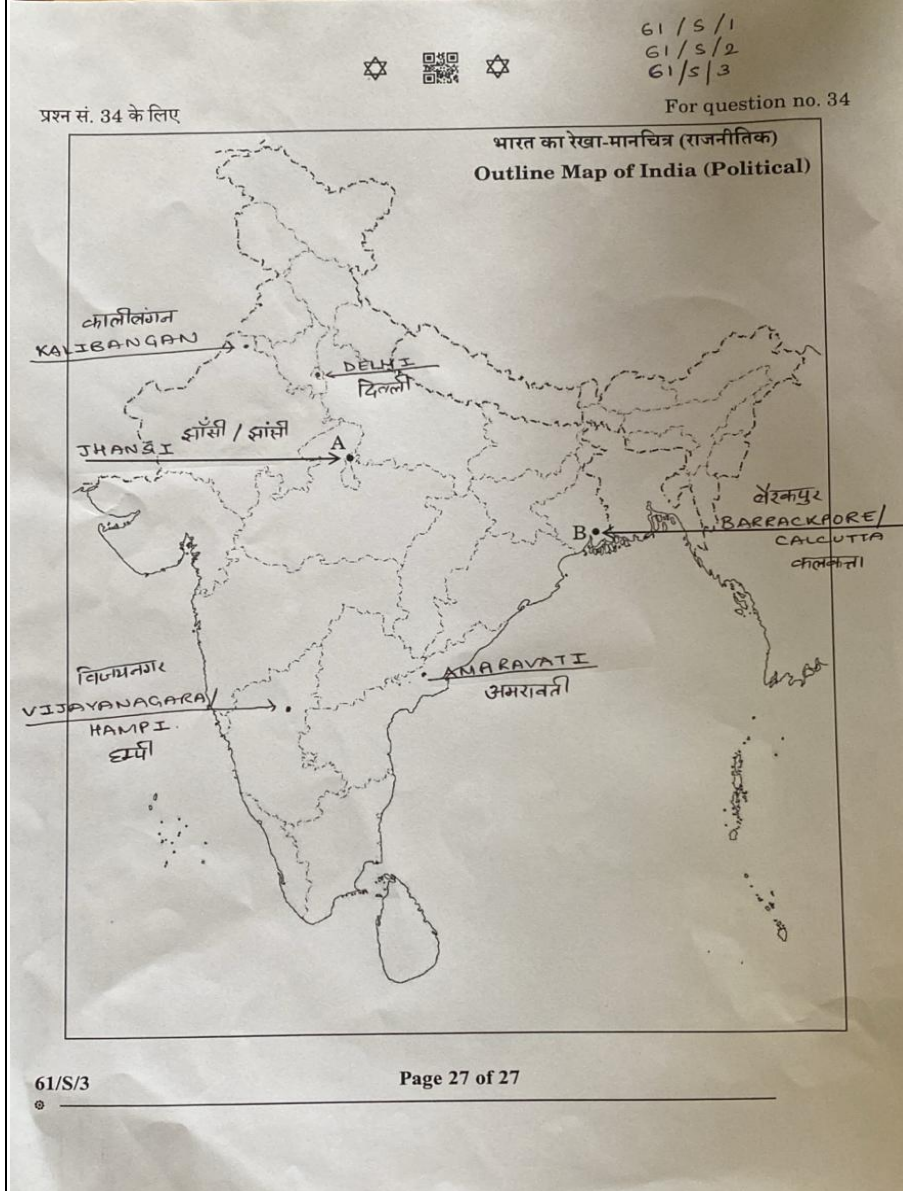 61/S/1
61/S/2
61/S/3
प्रश्न सं. 34 के लिए
For question no. 34
भारत का रेखा-मानचित्र (राजनीतिक)
Outline Map of India (Political)
कालीबंगन
KALIBANGAN
DELHI
दिल्ली
झाँसी / झांसी
JHANSI
A
बैरकपुर
B
BARRACKPORE/
CALCUTTA
कलकत्ता
विजयनगर
VIJAYANAGARA/
HAMPI.
हम्पी
AMARAVATI
अमरावती
61/S/3
Page 27 of 27